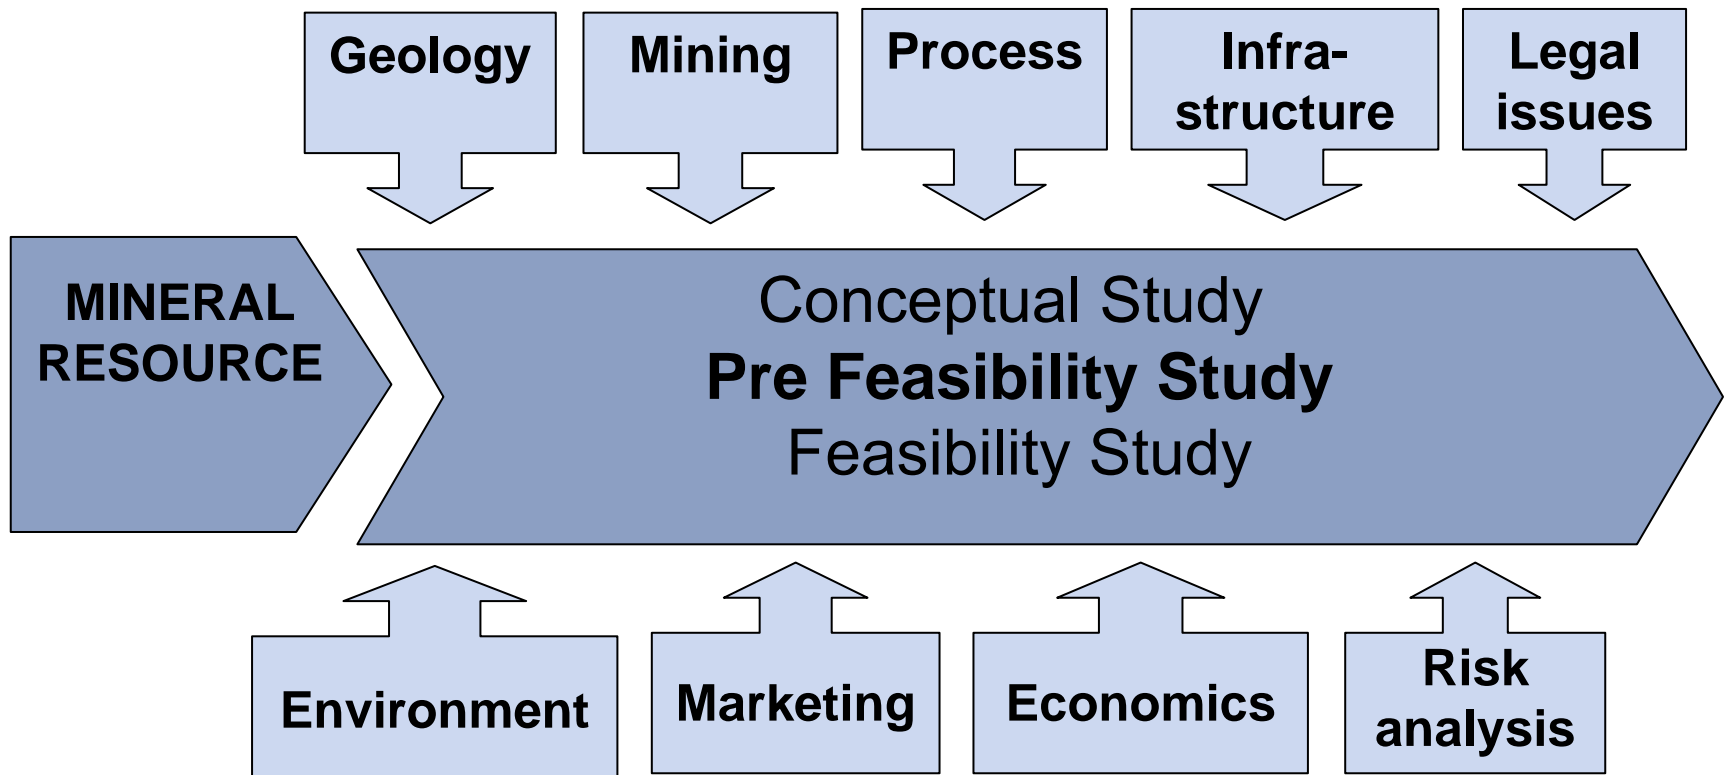 Geology
Mining
Process
Infra-
structure
Legal
issues
MINERAL
RESOURCE
Conceptual Study
Pre Feasibility Study
Feasibility Study
Environment
Marketing
Economics
Risk
analysis